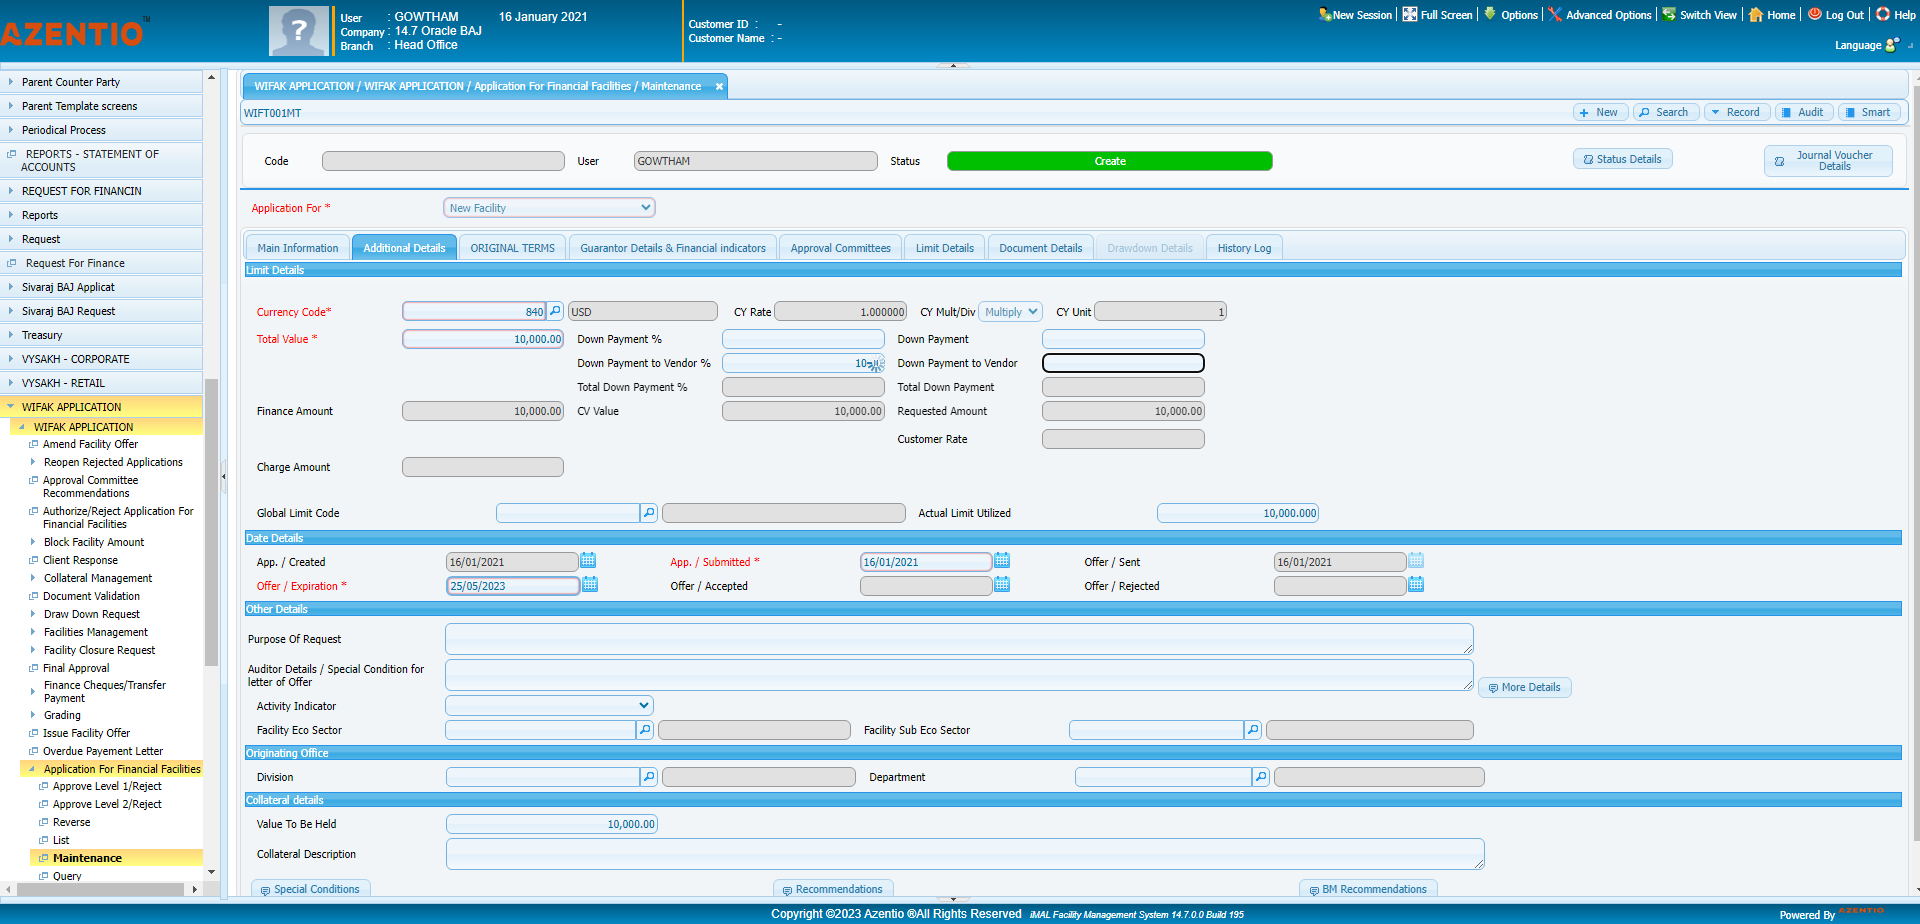 AZENTIO™
User : GOWTHAM 16 January 2021
Company : 14.7 Oracle BAJ
Branch : Head Office
Customer ID : -
Customer Name : -
New Session Full Screen Options Advanced Options Switch View Home Log Out Help
Language
Parent Counter Party
Parent Template screens
Periodical Process
REPORTS - STATEMENT OF
ACCOUNTS
REQUEST FOR FINANCIN
Reports
Request
Request For Finance
Sivaraj BAJ Applicat
Sivaraj BAJ Request
Treasury
VYSAKH - CORPORATE
VYSAKH - RETAIL
WIFAK APPLICATION
WIFAK APPLICATION
Amend Facility Offer
Reopen Rejected Applications
Approval Committee
Recommendations
Authorize/Reject Application For
Financial Facilities
Block Facility Amount
Client Response
Collateral Management
Document Validation
Draw Down Request
Facilities Management
Facility Closure Request
Final Approval
Finance Cheques/Transfer
Payment
Grading
Issue Facility Offer
Overdue Payement Letter
Application For Financial Facilities
Approve Level 1/Reject
Approve Level 2/Reject
Reverse
List
Maintenance
Query
WIFAK APPLICATION / WIFAK APPLICATION / Application For Financial Facilities / Maintenance
WIFT001MT New Search Record Audit Smart
Code User GOWTHAM Status Create Status Details Journal Voucher
Details
Application For * New Facility
Main Information Additional Details ORIGINAL TERMS Guarantor Details & Financial indicators Approval Committees Limit Details Document Details Drawdown Details History Log
Limit Details
Currency Code* 840 USD CY Rate 1.000000 CY Mult/Div Multiply CY Unit 1
Total Value * 10,000.00 Down Payment % Down Payment
Down Payment to Vendor % 10 Down Payment to Vendor
Total Down Payment % Total Down Payment
Finance Amount 10,000.00 CV Value 10,000.00 Requested Amount 10,000.00
Customer Rate
Charge Amount
Global Limit Code Actual Limit Utilized 10,000.000
Date Details
App. / Created 16/01/2021 App. / Submitted * 16/01/2021 Offer / Sent 16/01/2021
Offer / Expiration * 25/05/2023 Offer / Accepted Offer / Rejected
Other Details
Purpose Of Request
Auditor Details / Special Condition for
letter of Offer
More Details
Activity Indicator
Facility Eco Sector Facility Sub Eco Sector
Originating Office
Division Department
Collateral details
Value To Be Held 10,000.00
Collateral Description
Special Conditions Recommendations BM Recommendations
Copyright ©2023 Azentio ®All Rights Reserved iMAL Facility Management System 14.7.0.0 Build 195
Powered By AZENTIO